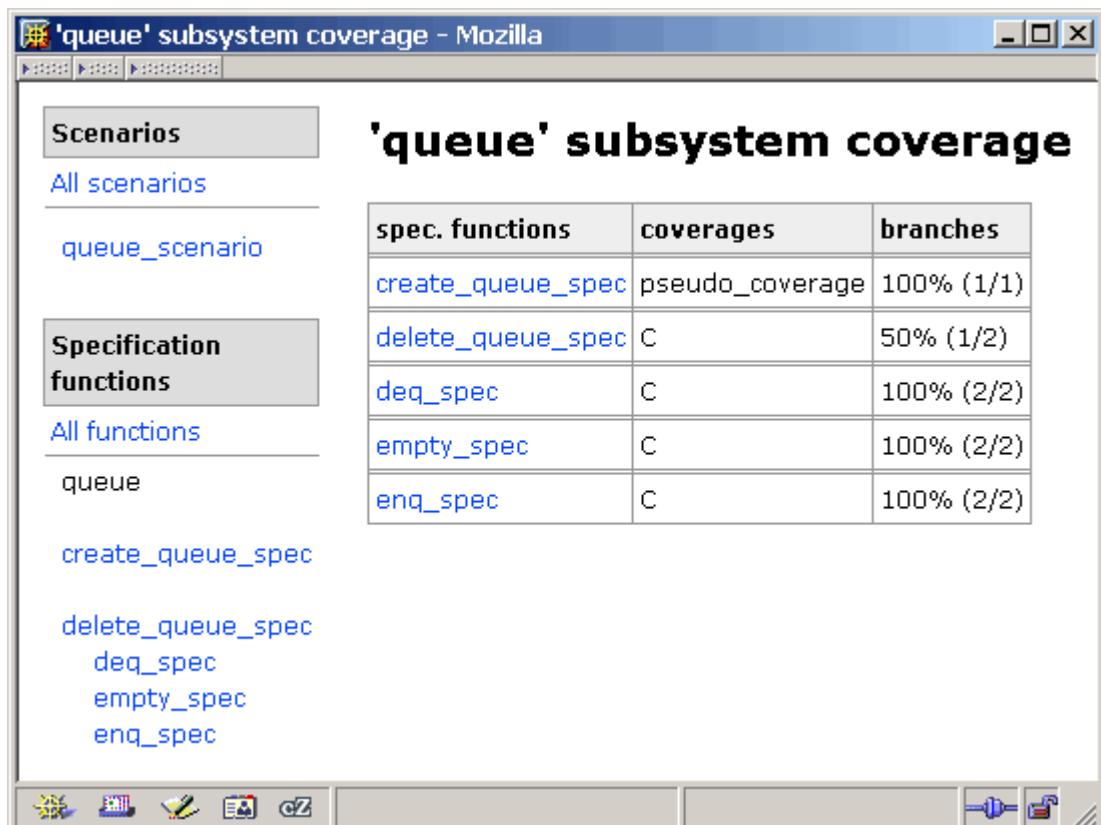 'queue' subsystem coverage - Mozilla
Scenarios
All scenarios
queue_scenario
Specification
functions
All functions
queue
create_queue_spec
delete_queue_spec
deq_spec
empty_spec
enq_spec
'queue' subsystem coverage
spec. functions coverages branches
create_queue_spec pseudo_coverage 100% (1/1)
delete_queue_spec C 50% (1/2)
deq_spec C 100% (2/2)
empty_spec C 100% (2/2)
enq_spec C 100% (2/2)
cZ